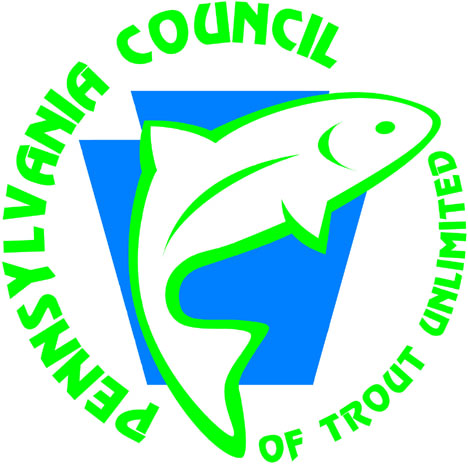 PENNSYLVANIA COUNCIL
OF TROUT UNLIMITED